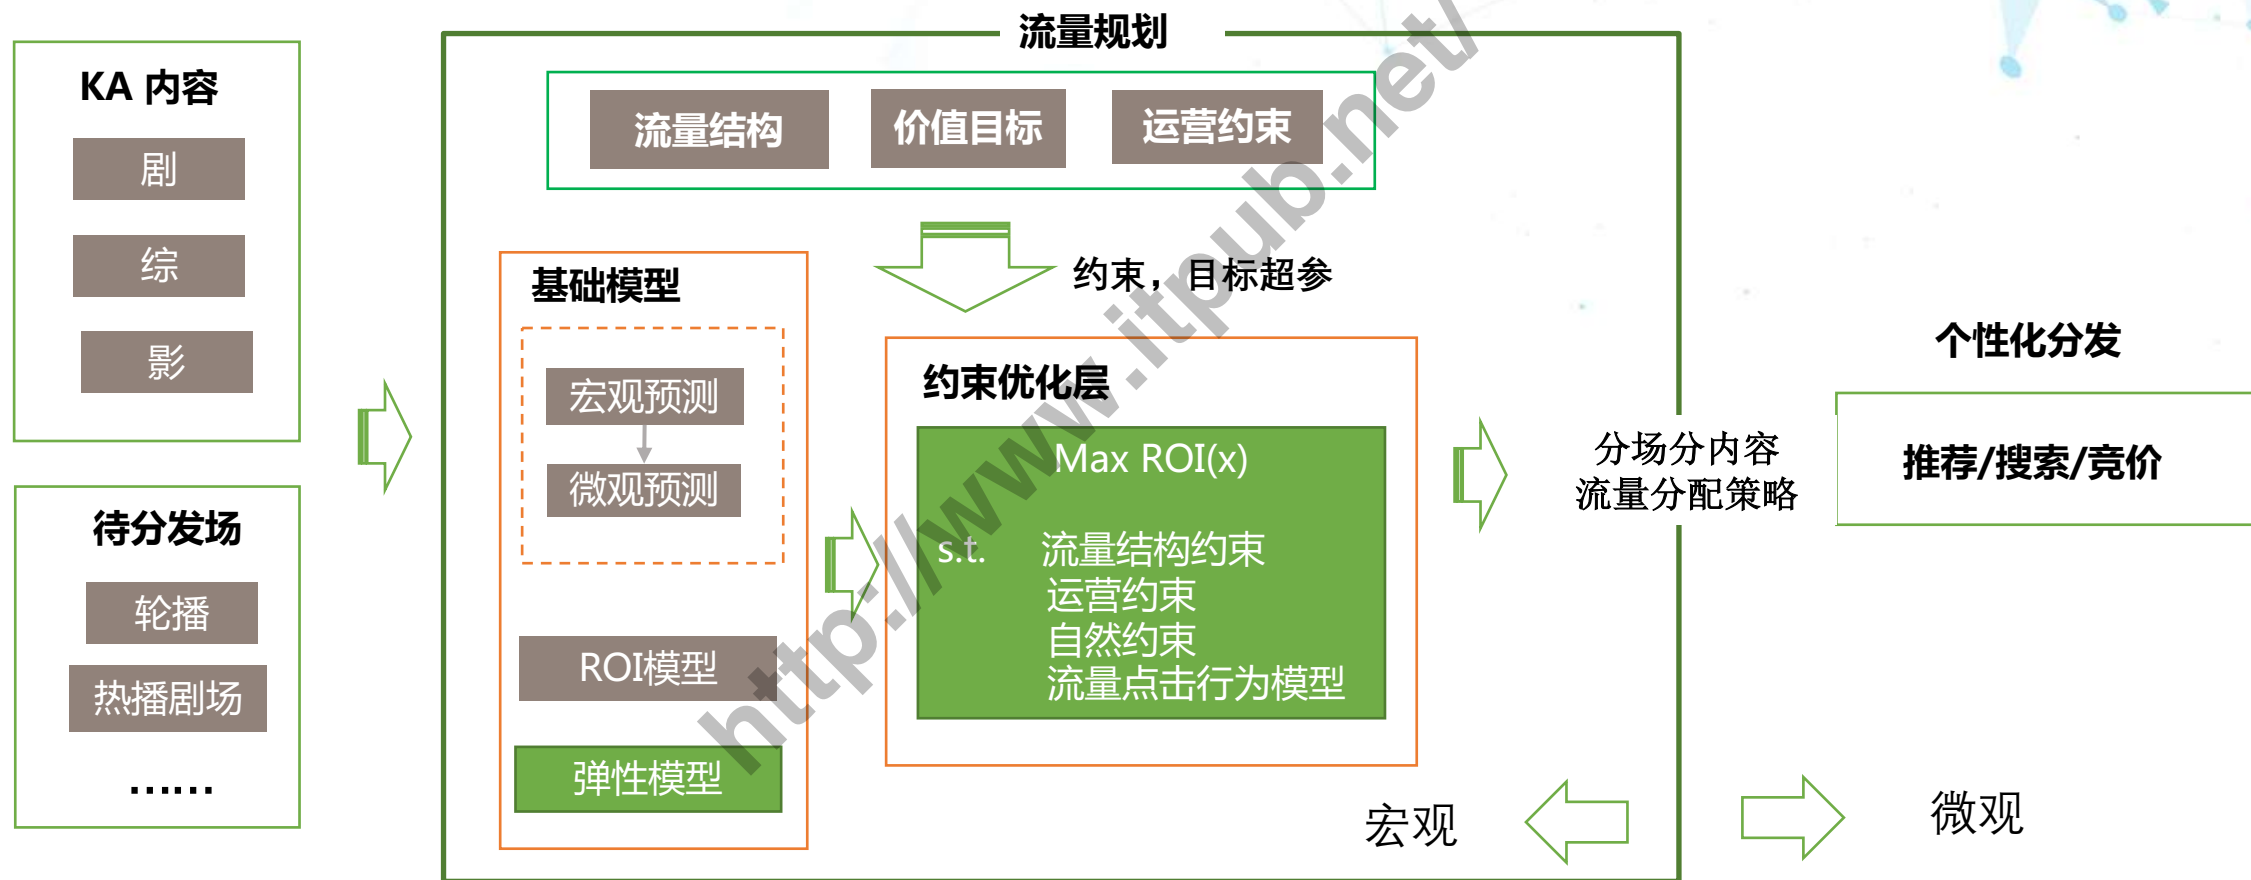 KA 内容
剧
综
影
待分发场
轮播
热播剧场
......
流量规划
流量结构
价值目标
运营约束
约束，目标超参
基础模型
宏观预测
微观预测
ROI模型
弹性模型
约束优化层
Max ROI(x)
s.t. 流量结构约束
运营约束
自然约束
流量点击行为模型
分场分内容
流量分配策略
个性化分发
推荐/搜索/竞价
宏观
微观
http://www.itpub.net/